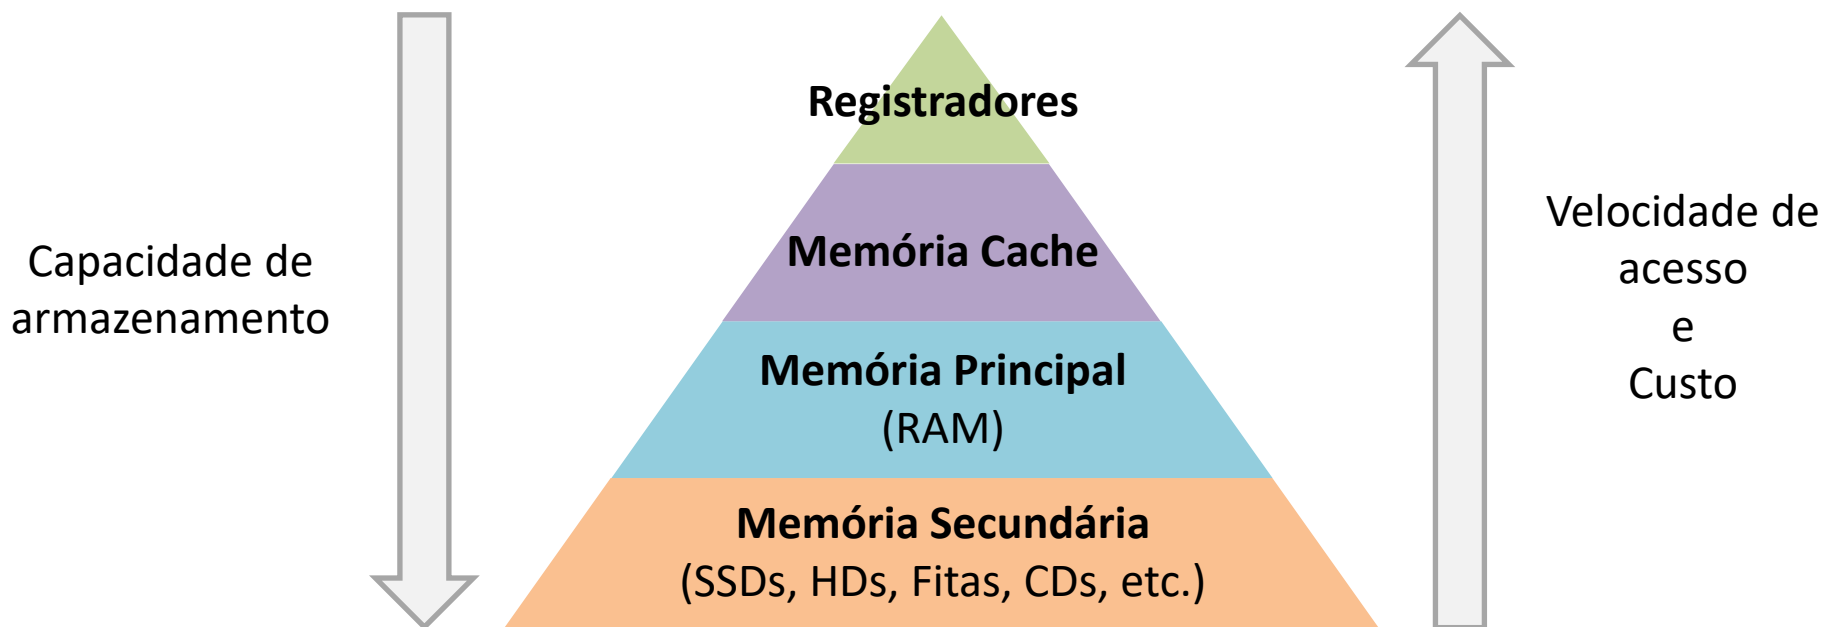 Capacidade de
armazenamento
Registradores
Memória Cache
Memória Principal
(RAM)
Memória Secundária
(SSDs, HDs, Fitas, CDs, etc.)
Velocidade de
acesso
e
Custo